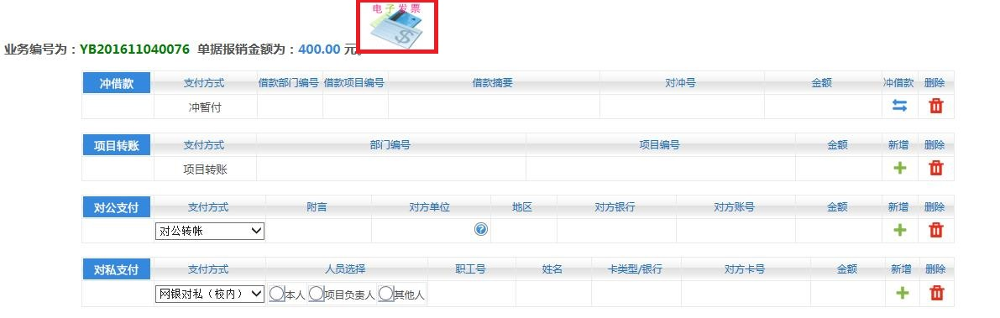 电子发票
业务编号为：YB201611040076 单据报销金额为：400.00 元。
冲借款 支付方式 借款部门编号 借款项目编号 借款摘要 对冲号 金额 冲借款 删除
冲暂付
项目转账 支付方式 部门编号 项目编号 金额 新增 删除
项目转账
对公支付 支付方式 附言 对方单位 地区 对方银行 对方账号 金额 新增 删除
对公转帐
对私支付 支付方式 人员选择 职工号 姓名 卡类型/银行 对方卡号 金额 新增 删除
网银对私（校内） 本人 项目负责人 其他人